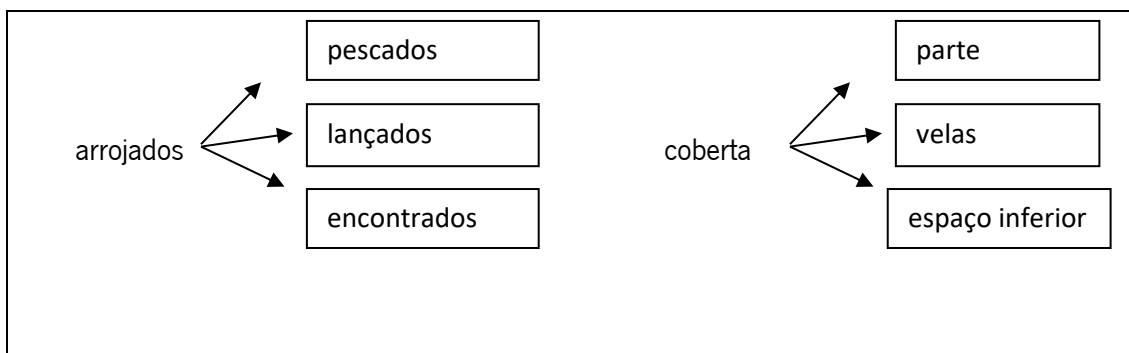 pescados
lançados
encontrados
arrojados
parte
velas
espaço inferior
coberta